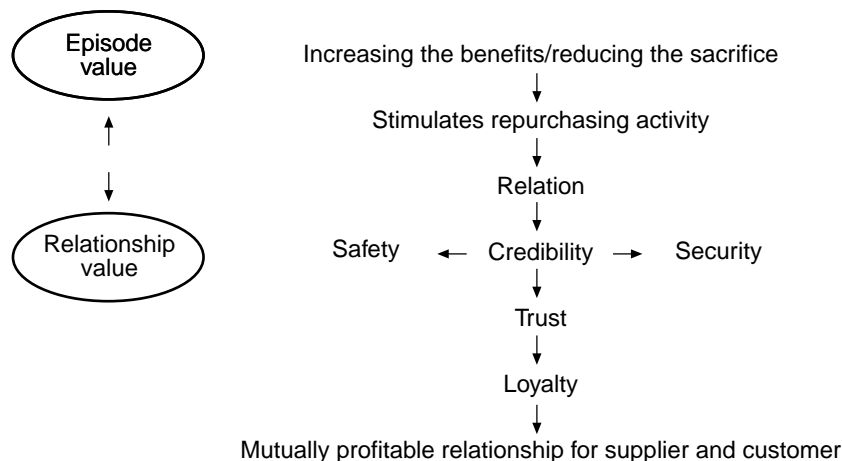 Episode
value
Increasing the benefits/reducing the sacrifice
Stimulates repurchasing activity
Relation
Relationship
value
Safety
Credibility
Security
Trust
Loyalty
Mutually profitable relationship for supplier and customer